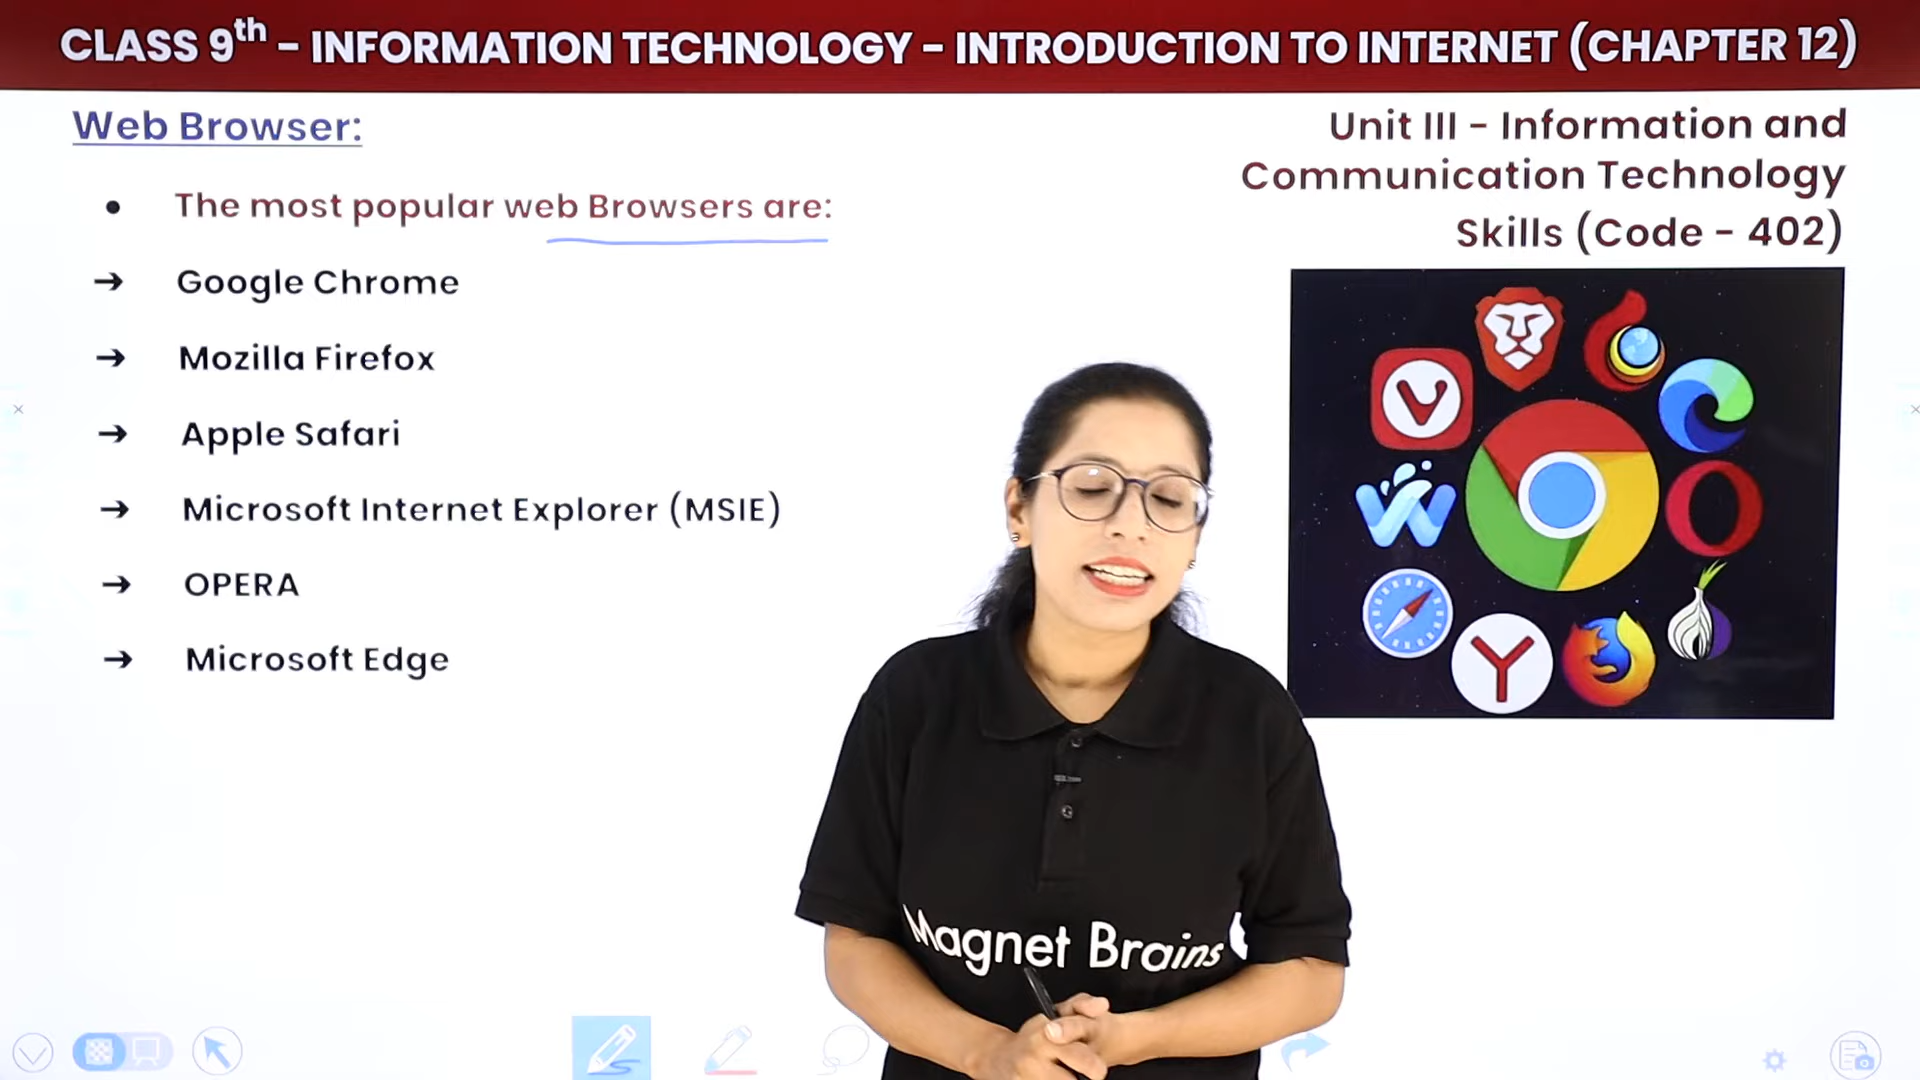 CLASS 9th - INFORMATION TECHNOLOGY - INTRODUCTION TO INTERNET (CHAPTER 12)
Web Browser:
Unit III - Information and
Communication Technology
Skills (Code - 402)
• The most popular web Browsers are:
→ Google Chrome
→ Mozilla Firefox
→ Apple Safari
→ Microsoft Internet Explorer (MSIE)
→ OPERA
→ Microsoft Edge
Magnet Brains